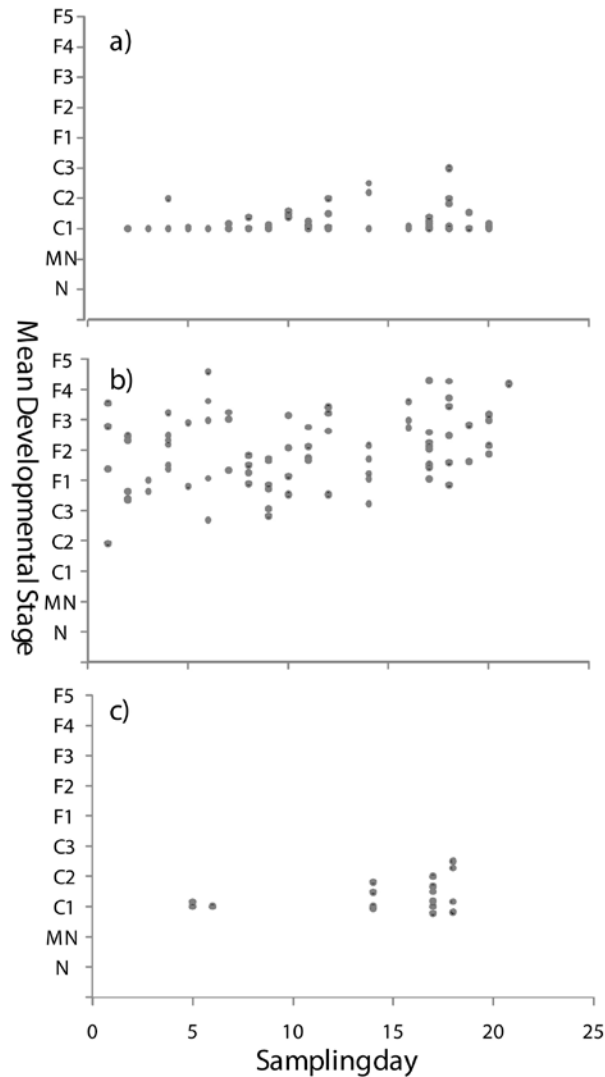 F5
a)
F4
F3
F2
F1
C3
C2
C1
MN
N
Mean Developmental Stage
F5
b)
F4
F3
F2
F1
C3
C2
C1
MN
N
F5
c)
F4
F3
F2
F1
C3
C2
C1
MN
N
0 5 10 15 20 25
Samplingday